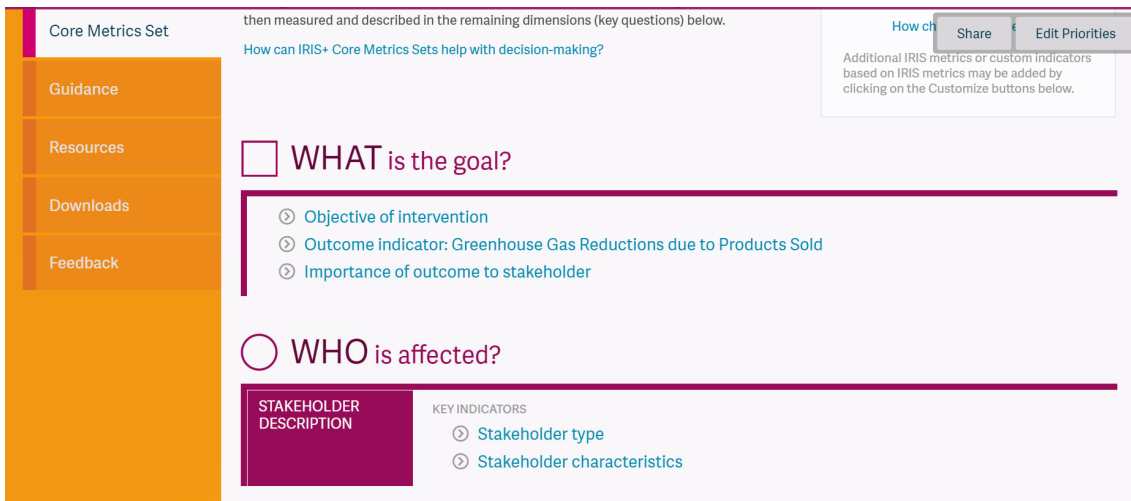 Core Metrics Set
Guidance
Resources
Downloads
Feedback
then measured and described in the remaining dimensions (key questions) below.
How can IRIS+ Core Metrics Sets help with decision-making?
How ch
Share
Edit Priorities
Additional IRIS metrics or custom indicators
based on IRIS metrics may be added by
clicking on the Customize buttons below.
WHAT is the goal?
Objective of intervention
Outcome indicator: Greenhouse Gas Reductions due to Products Sold
Importance of outcome to stakeholder
WHO is affected?
STAKEHOLDER
DESCRIPTION
KEY INDICATORS
Stakeholder type
Stakeholder characteristics